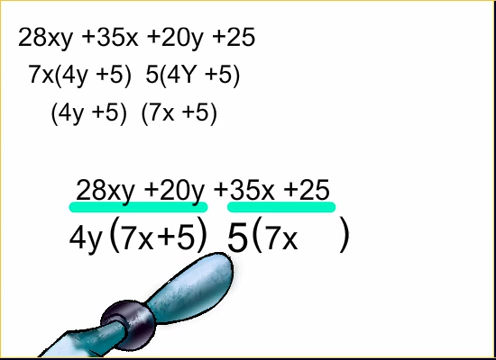 28xy +35x +20y +25
7x(4y +5) 5(4Y +5)
(4y +5) (7x +5)
28xy +20y +35x +25
4y (7x+5) 5(7x )